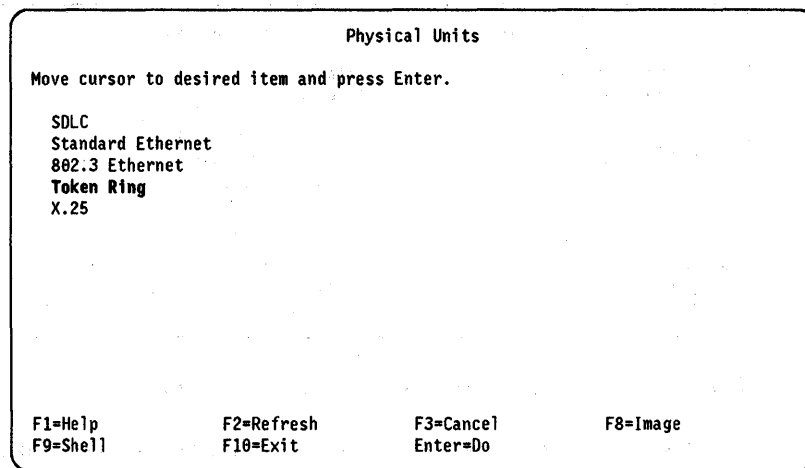 Physical Units
Move cursor to desired item and press Enter.
SDLC
Standard Ethernet
802.3 Ethernet
Token Ring
X.25
F1=Help F2=Refresh F3=Cancel F8=Image
F9=Shell F10=Exit Enter=Do